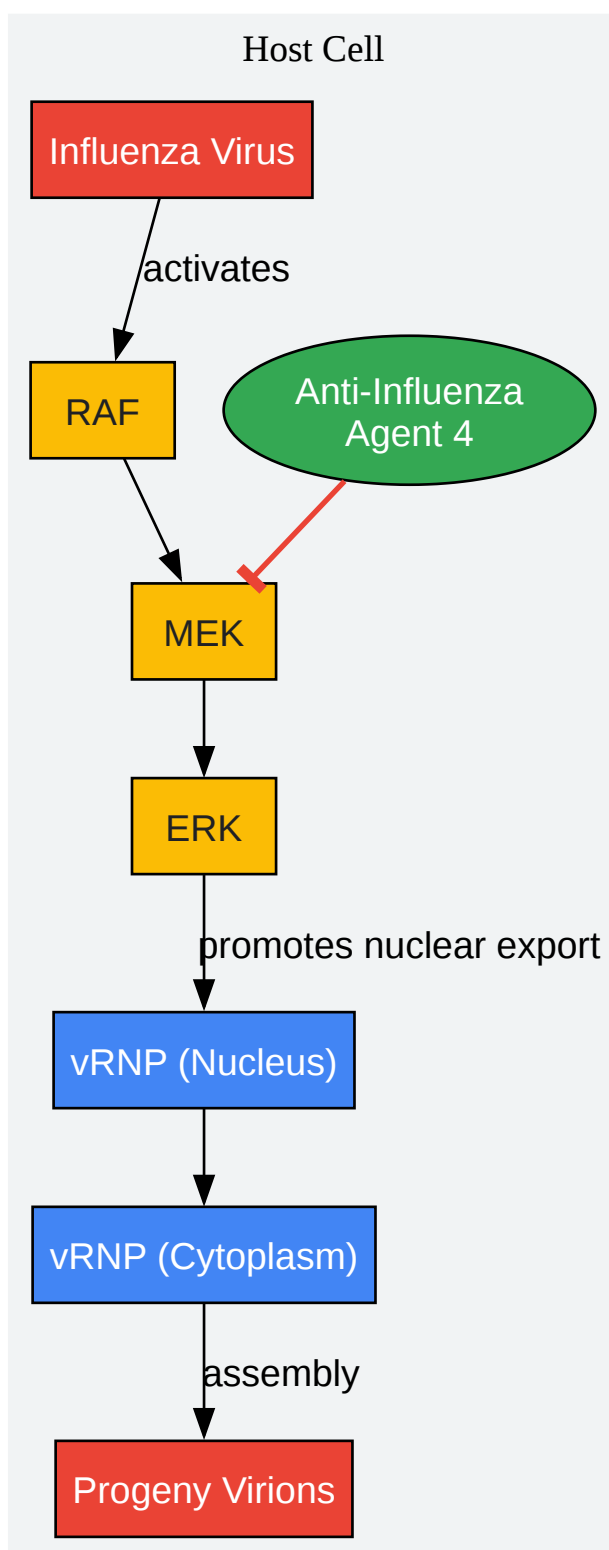 Host Cell
Influenza Virus
activates
RAF
Anti-Influenza
Agent 4
MEK
ERK
promotes nuclear export
vRNP (Nucleus)
vRNP (Cytoplasm)
assembly
Progeny Virions